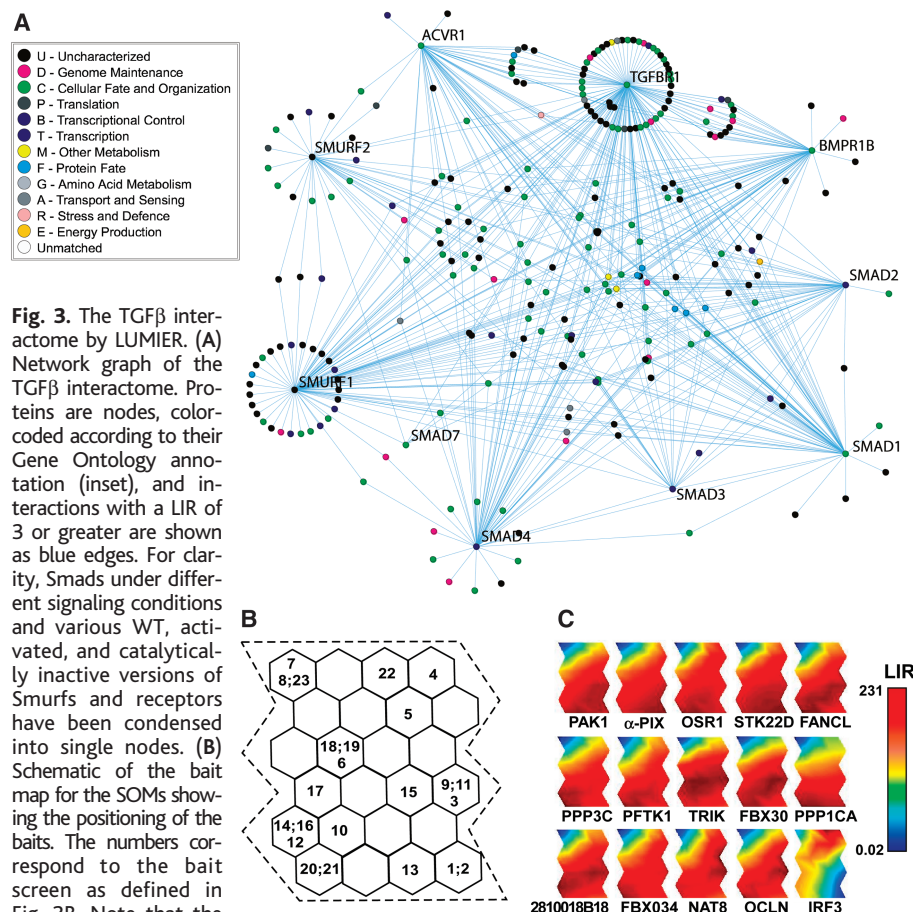 A
U - Uncharacterized
D - Genome Maintenance
C - Cellular Fate and Organization
P - Translation
B - Transcriptional Control
T - Transcription
M - Other Metabolism
F - Protein Fate
G - Amino Acid Metabolism
A - Transport and Sensing
R - Stress and Defence
E - Energy Production
Unmatched
ACVR1
TGFBR1
SMURF2
BMPR1B
SMAD2
SMURF1
SMAD7
SMAD1
SMAD3
SMAD4
Fig. 3. The TGFβ inter-
actome by LUMIER. (A)
Network graph of the
TGFβ interactome. Pro-
teins are nodes, color-
coded according to their
Gene Ontology anno-
tation (inset), and in-
teractions with a LIR of
3 or greater are shown
as blue edges. For clar-
ity, Smads under differ-
ent signaling conditions
and various WT, acti-
vated, and catalytical-
ly inactive versions of
Smurfs and receptors
have been condensed
into single nodes. (B)
Schematic of the bait
map for the SOMs show-
ing the positioning of the
baits. The numbers cor-
respond to the bait
screen as defined in
Fig. 2B. Note that the
B
7
8;23
22
4
5
18;19
6
17
15
9;11
3
14;16
12
10
20;21
13
1;2
C
LIR
231
0.02
PAK1 α-PIX OSR1 STK22D FANCL
PPP3C PFTK1 TRIK FBX30 PPP1CA
2810018B18 FBX034 NAT8 OCLN IRF3